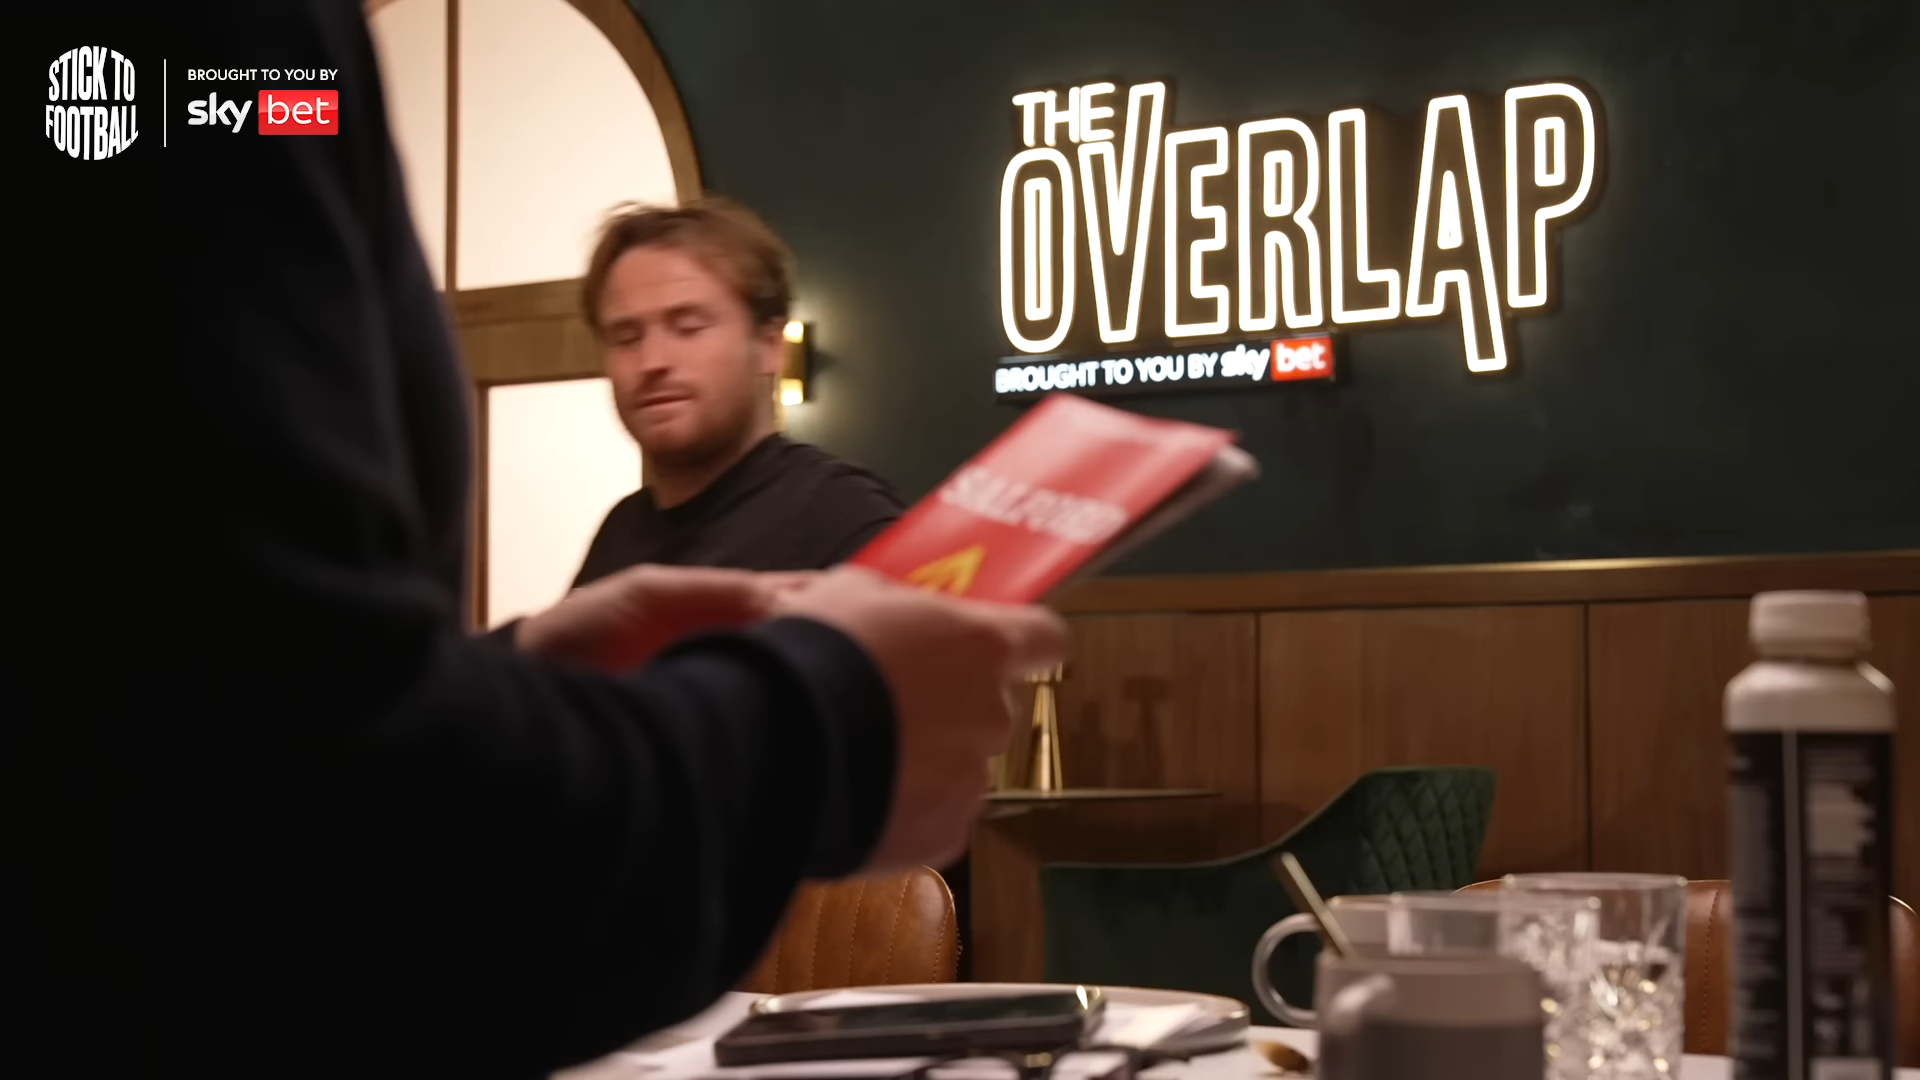 STICK TO
FOOTBALL
BROUGHT TO YOU BY
sky bet
THE
OVERLAP
BROUGHT TO YOU BY sky bet
SALFORD